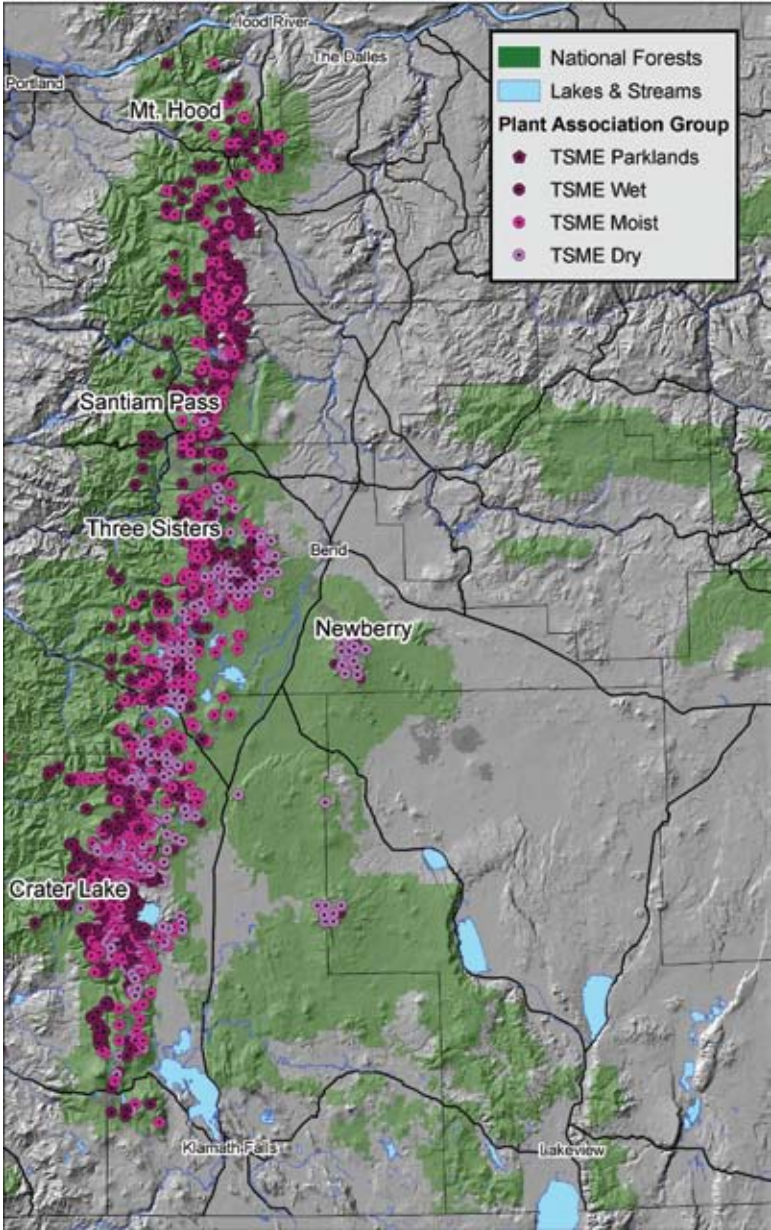 Hood River
The Dalles
Portland
Mt. Hood
National Forests
Lakes & Streams
Plant Association Group
TSME Parklands
TSME Wet
TSME Moist
TSME Dry
Santiam Pass
Three Sisters
Bend
Newberry
Crater Lake
Klamath Falls
Lakeview